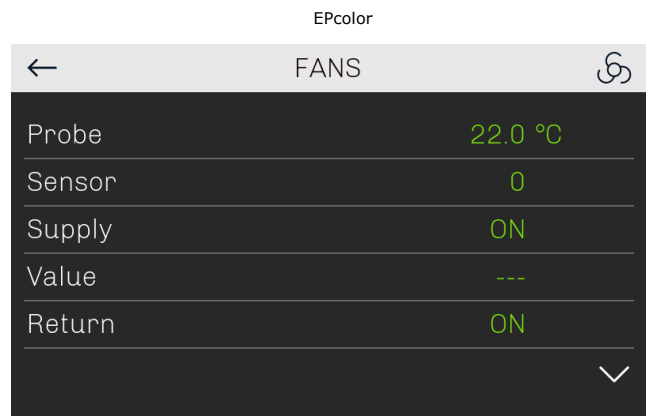 EPcolor
FANS
Probe 22.0 °C
Sensor 0
Supply ON
Value ---
Return ON